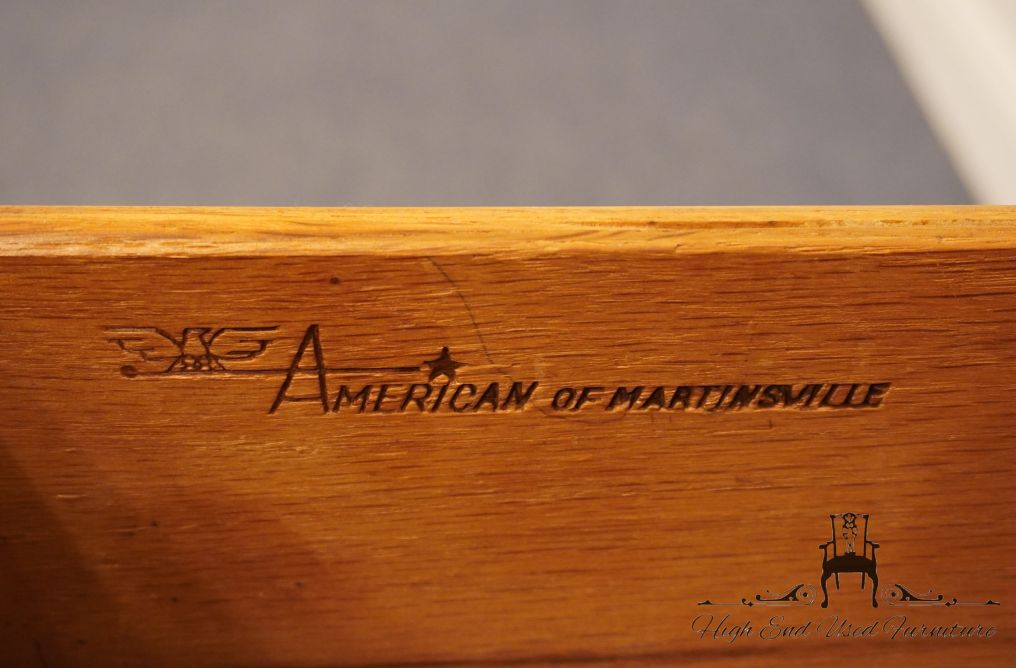 AMERICAN OF MARTINSVILLE
High End Used Furniture